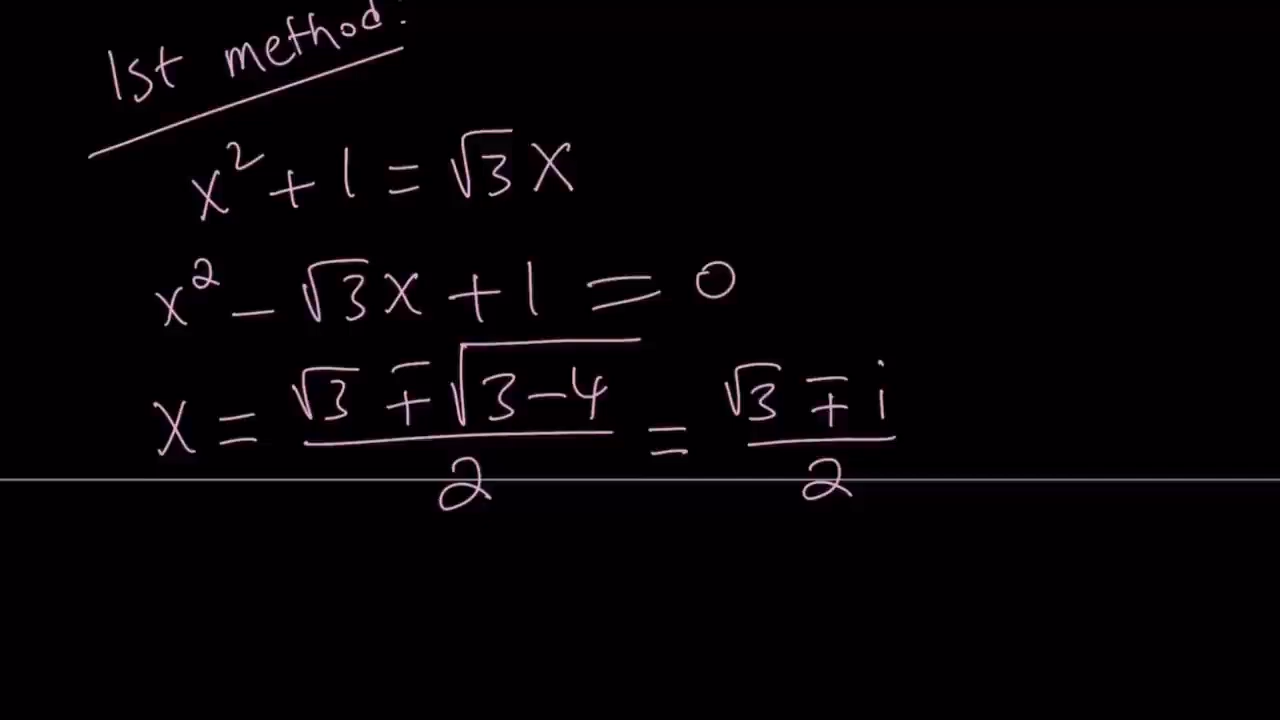 1st method:
x² + 1 = √3 x
x² − √3 x + 1 = 0
x = (√3 ∓ √(3−4))/2 = (√3 ∓ i)/2